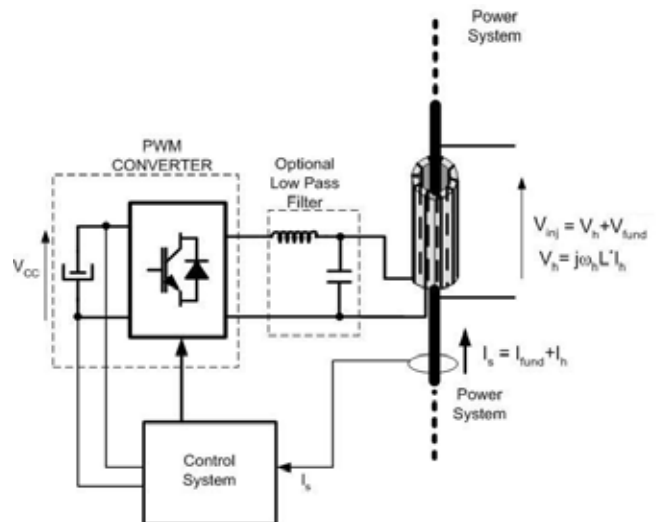 Power
System
PWM
CONVERTER
Optional
Low Pass
Filter
V_CC
V_inj = V_h+V_fund
V_h= jω_hL*I_h
I_s = I_fund+I_h
Power
System
Control
System
I_s